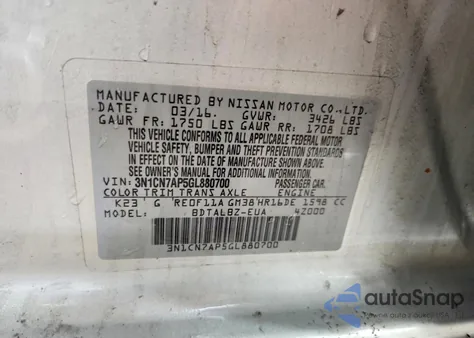 MANUFACTURED BY NISSAN MOTOR CO.,LTD.
DATE: 03/16. GVWR: 3426 LBS
GAWR FR: 1750 LBS GAWR RR: 1708 LBS
THIS VEHICLE CONFORMS TO ALL APPLICABLE FEDERAL MOTOR
VEHICLE SAFETY, BUMPER AND THEFT PREVENTION STANDARDS
IN EFFECT ON THE DATE OF MANUFACTURE SHOWN ABOVE.
SEE OWNER'S MANUAL FOR ADDITIONAL INFORMATION
VIN: 3N1CN7AP5GL880700 PASSENGER CAR.
COLOR TRIM TRANS AXLE ENGINE
K23 G RE0F11A GM38 HR16DE 1598 CC
MODEL: BDTALBZ-EUA 4Z000
3N1CN7AP5GL880700
autoSnap